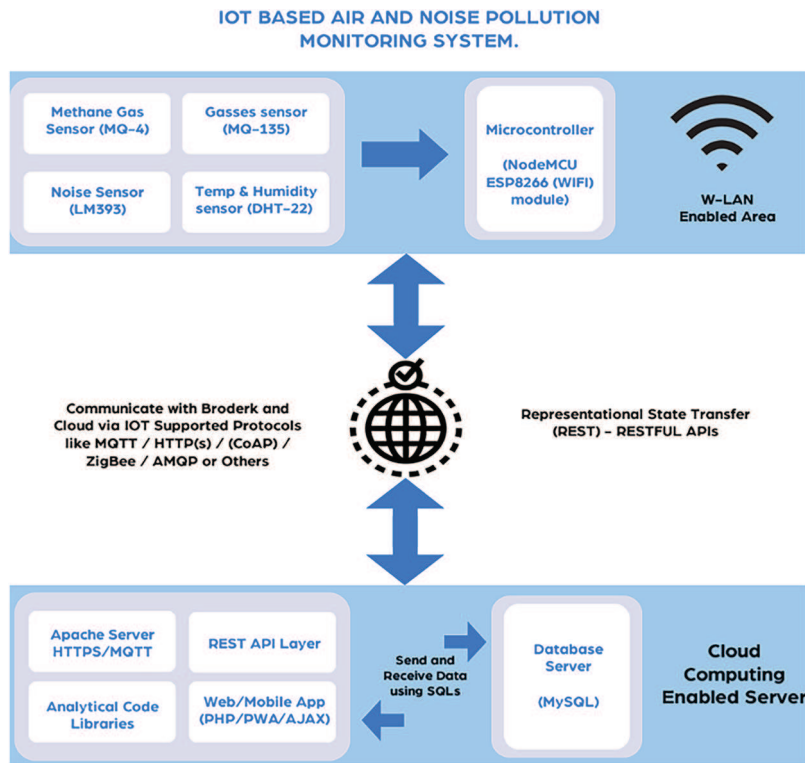 IOT BASED AIR AND NOISE POLLUTION
MONITORING SYSTEM.
Methane Gas
Sensor (MQ-4)
Gasses sensor
(MQ-135)
Noise Sensor
(LM393)
Temp & Humidity
sensor (DHT-22)
Microcontroller
(NodeMCU
ESP8266 (WIFI)
module)
W-LAN
Enabled Area
Communicate with Broderk and
Cloud via IOT Supported Protocols
like MQTT / HTTP(s) / (CoAP) /
ZigBee / AMQP or Others
Representational State Transfer
(REST) - RESTFUL APIs
Apache Server
HTTPS/MQTT
REST API Layer
Analytical Code
Libraries
Web/Mobile App
(PHP/PWA/AJAX)
Send and
Receive Data
using SQLs
Database
Server
(MySQL)
Cloud
Computing
Enabled Server